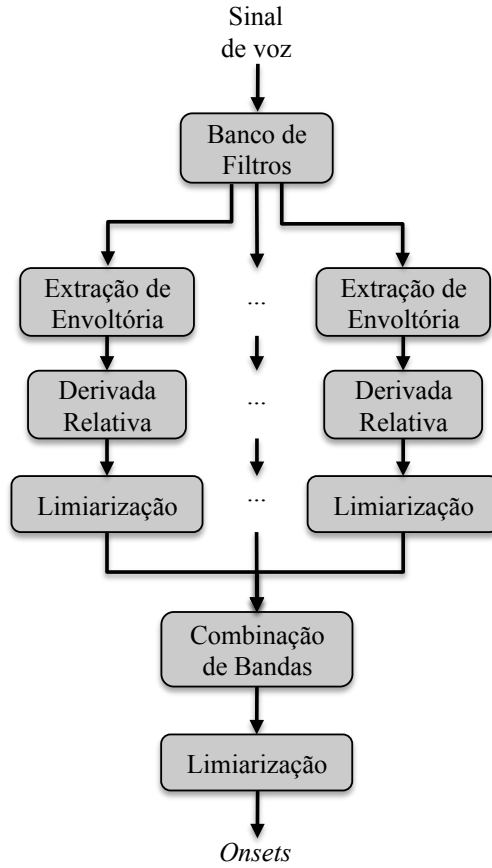 Sinal
de voz
Banco de
Filtros
Extração de
Envoltória
...
Extração de
Envoltória
Derivada
Relativa
...
Derivada
Relativa
Limiarização
...
Limiarização
Combinação
de Bandas
Limiarização
Onsets